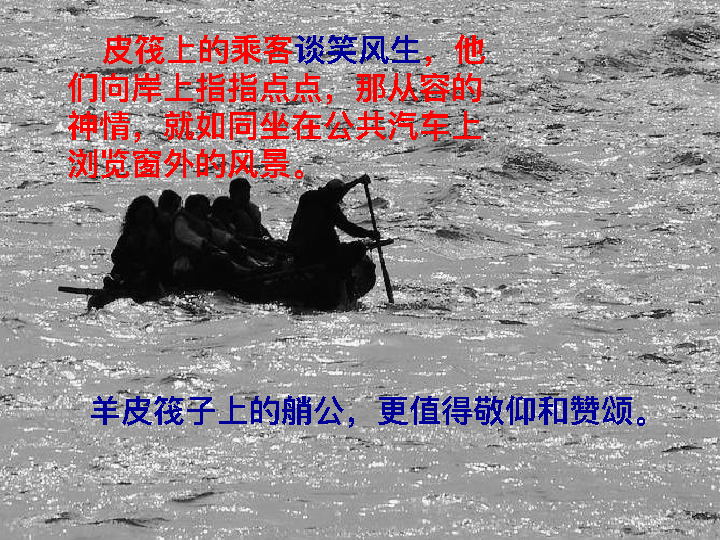 皮筏上的乘客谈笑风生，他
们向岸上指指点点，那从容的
神情，就如同坐在公共汽车上
浏览窗外的风景。
羊皮筏子上的艄公，更值得敬仰和赞颂。